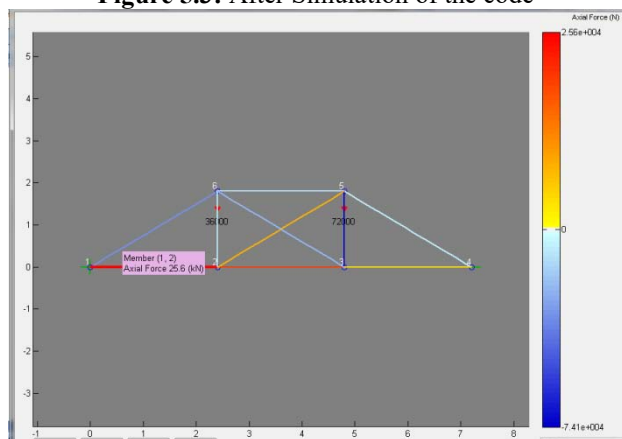 Figure 5.5: After Simulation of the code
Axial Force (N)
2.56e+004
0
-7.41e+004
5
4
3
2
1
0
-1
-2
-3
-1 0 1 2 3 4 5 6 7 8
6 5
36000 72000
1 2 3 4
Member (1, 2)
Axial Force 25.6 (kN)